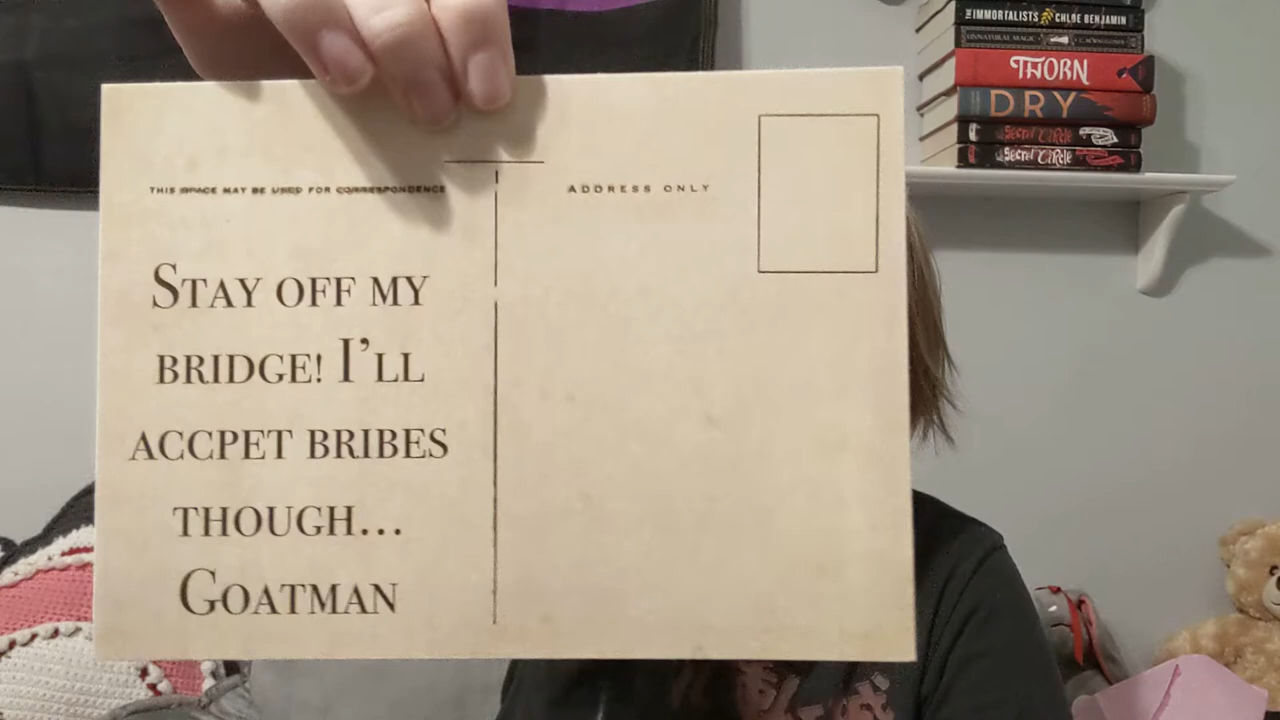 THE IMMORTALISTS CHLOE BENJAMIN
UNNATURAL MAGIC
THORN
DRY
Secret Circle
Secret Circle
THIS SPACE MAY BE USED FOR CORRESPONDENCE
ADDRESS ONLY
STAY OFF MY
BRIDGE! I'LL
ACCPET BRIBES
THOUGH...
GOATMAN